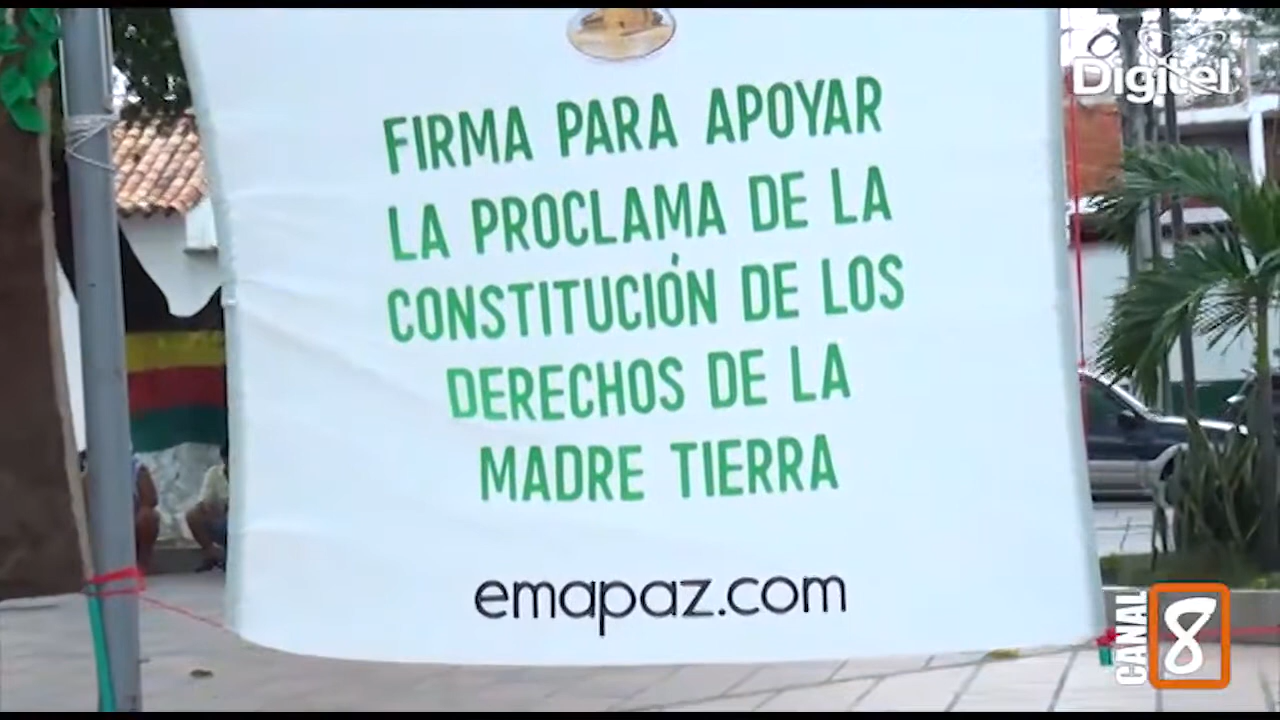 Digitel
FIRMA PARA APOYAR
LA PROCLAMA DE LA
CONSTITUCIÓN DE LOS
DERECHOS DE LA
MADRE TIERRA
emapaz.com
CANAL 8